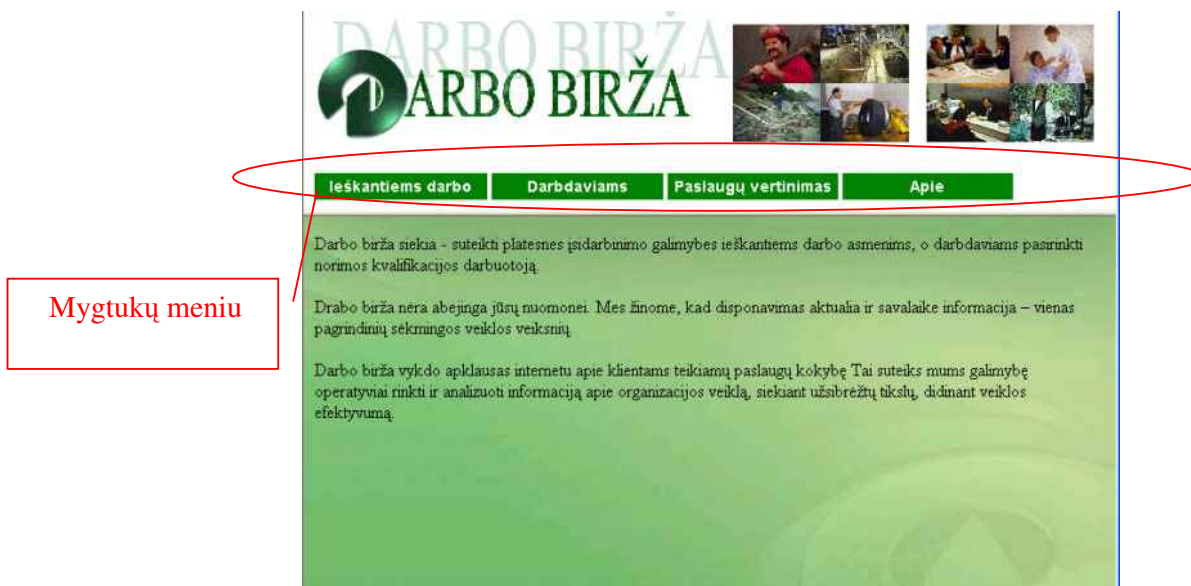 DARBO BIRŽA
DARBO BIRŽA
Ieškantiems darbo Darbdaviams Paslaugų vertinimas Apie
Mygtukų meniu
Darbo birža siekia - suteikti platesnes įsidarbinimo galimybes ieškantiems darbo asmenims, o darbdaviams pasirinkti
norimos kvalifikacijos darbuotoją.
Drabo birža nėra abejinga jūsų nuomonei. Mes žinome, kad disponavimas aktualia ir savalaike informacija – vienas
pagrindinių sėkmingos veiklos veiksnių.
Darbo birža vykdo apklausas internetu apie klientams teikiamų paslaugų kokybę Tai suteiks mums galimybę
operatyviai rinkti ir analizuoti informaciją apie organizacijos veiklą, siekiant užsibrėžtų tikslų, didinant veiklos
efektyvumą.